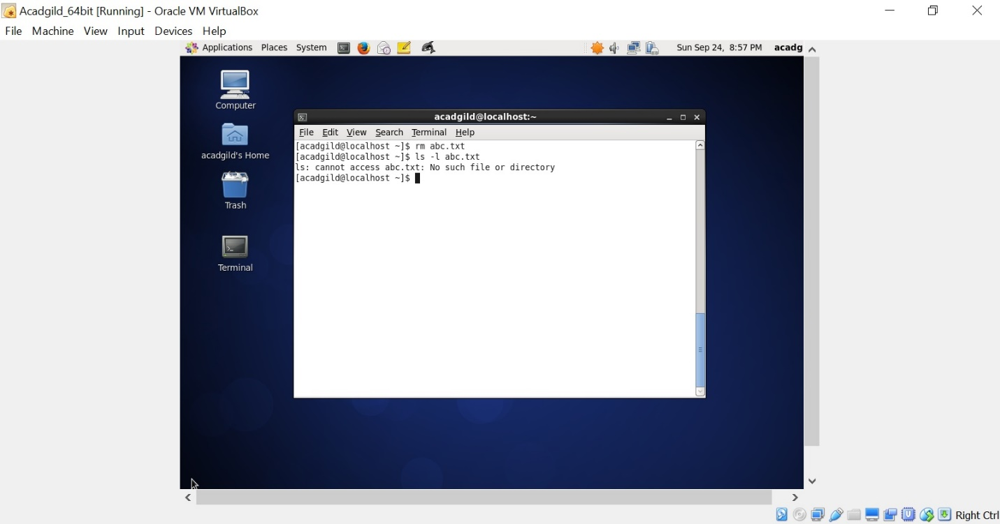 Acadgild_64bit [Running] - Oracle VM VirtualBox
File Machine View Input Devices Help
Applications Places System Sun Sep 24, 8:57 PM acadg
Computer
acadgild's Home
Trash
Terminal
acadgild@localhost:~
File Edit View Search Terminal Help
[acadgild@localhost ~]$ rm abc.txt
[acadgild@localhost ~]$ ls -l abc.txt
ls: cannot access abc.txt: No such file or directory
[acadgild@localhost ~]$
Right Ctrl